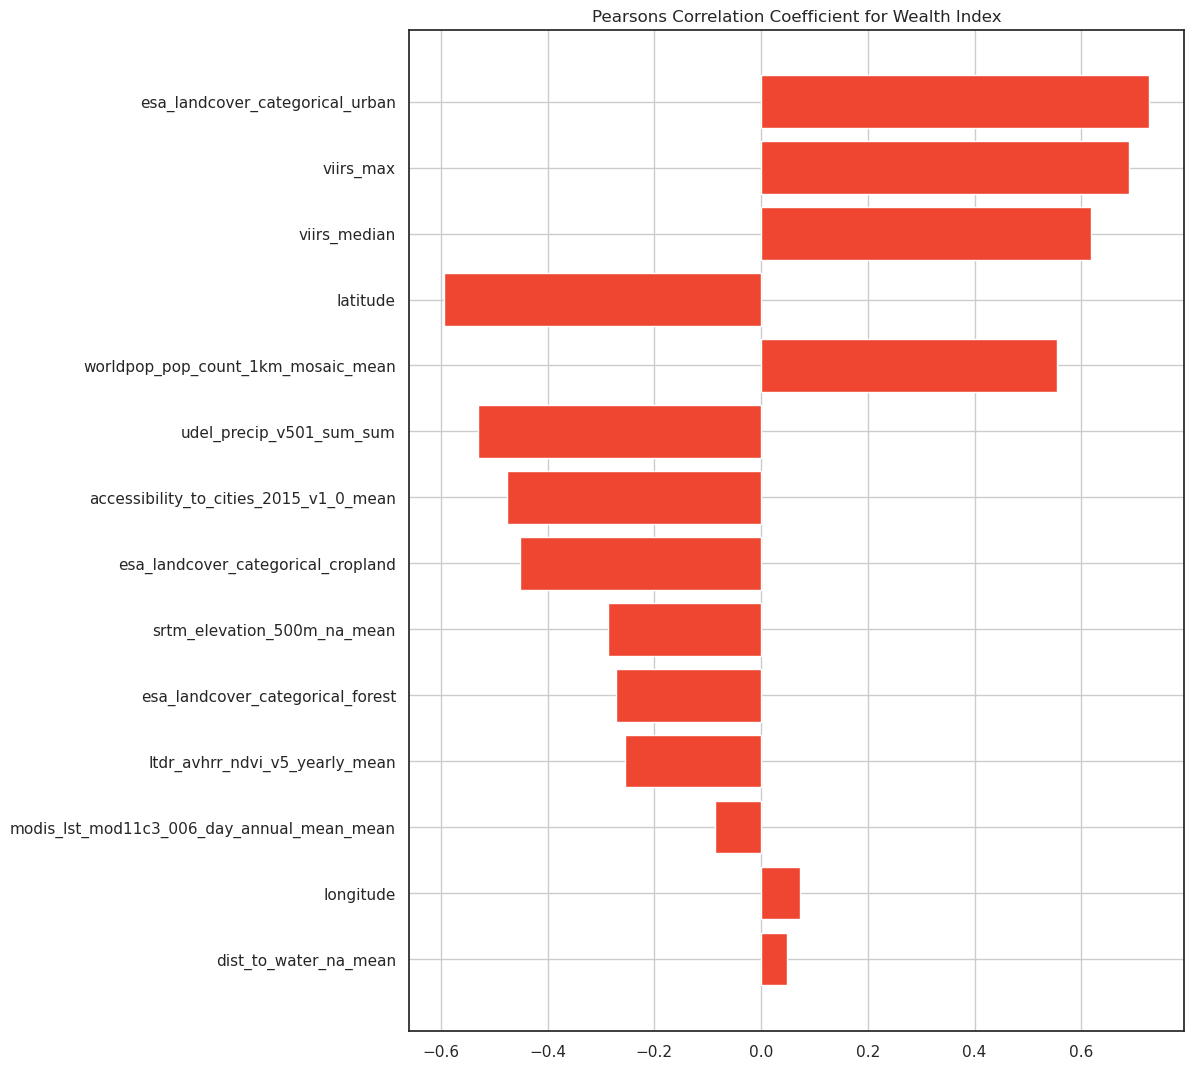 Pearsons Correlation Coefficient for Wealth Index
esa_landcover_categorical_urban
viirs_max
viirs_median
latitude
worldpop_pop_count_1km_mosaic_mean
udel_precip_v501_sum_sum
accessibility_to_cities_2015_v1_0_mean
esa_landcover_categorical_cropland
srtm_elevation_500m_na_mean
esa_landcover_categorical_forest
ltdr_avhrr_ndvi_v5_yearly_mean
modis_lst_mod11c3_006_day_annual_mean_mean
longitude
dist_to_water_na_mean
−0.6 −0.4 −0.2 0.0 0.2 0.4 0.6